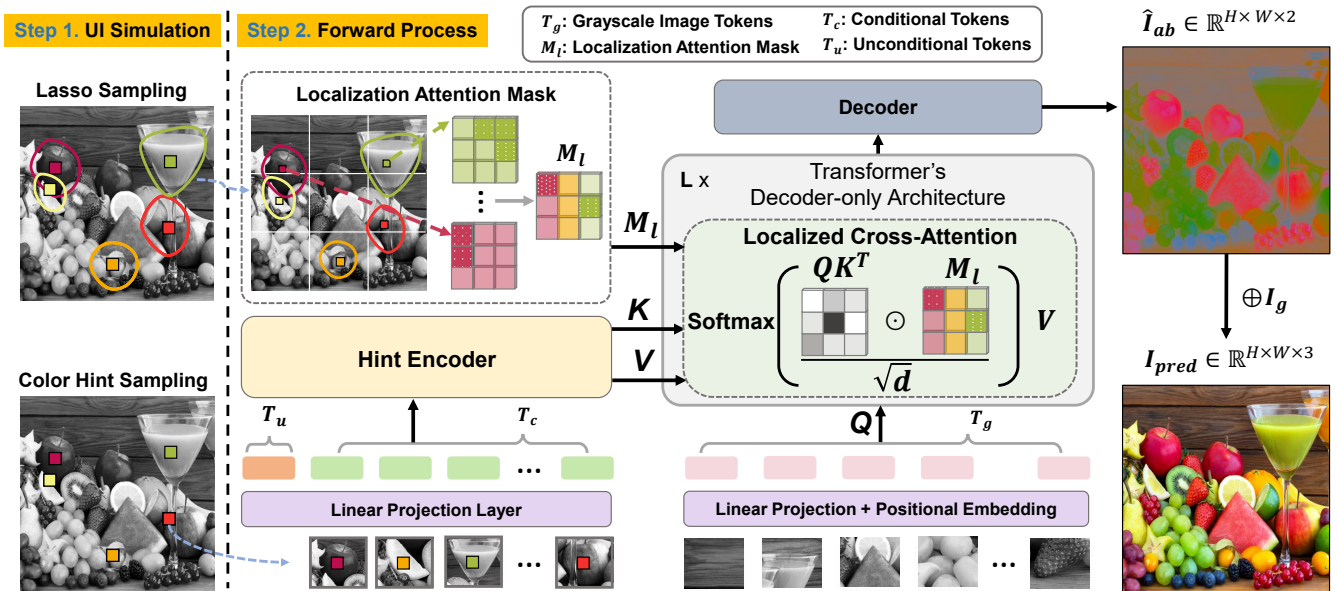 Step 1. UI Simulation
Step 2. Forward Process
T_g: Grayscale Image Tokens
T_c: Conditional Tokens
M_l: Localization Attention Mask
T_u: Unconditional Tokens
Î_ab ∈ ℝ^{H×W×2}
Lasso Sampling
Localization Attention Mask
M_l
Decoder
L x
Transformer's
Decoder-only Architecture
M_l
Localized Cross-Attention
QK^T
M_l
Softmax
⊙
V
√d
K
V
Hint Encoder
⊕I_g
I_pred ∈ ℝ^{H×W×3}
Color Hint Sampling
T_u
T_c
Q
T_g
...
...
Linear Projection Layer
Linear Projection + Positional Embedding
...
...